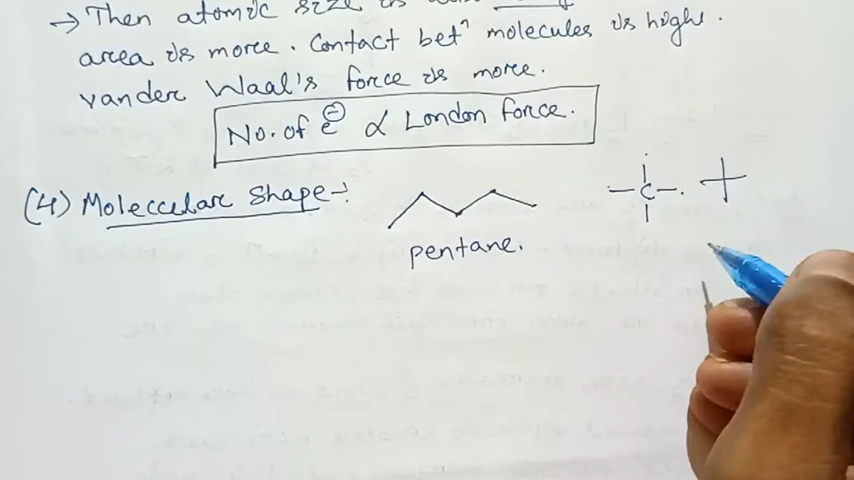 → Then atomic size is
area is more. Contact betⁿ molecules is high.
vander Waal's force is more.
No. of e⊖ ∝ London force.
(4) Moleccular shape-:
C
pentane.